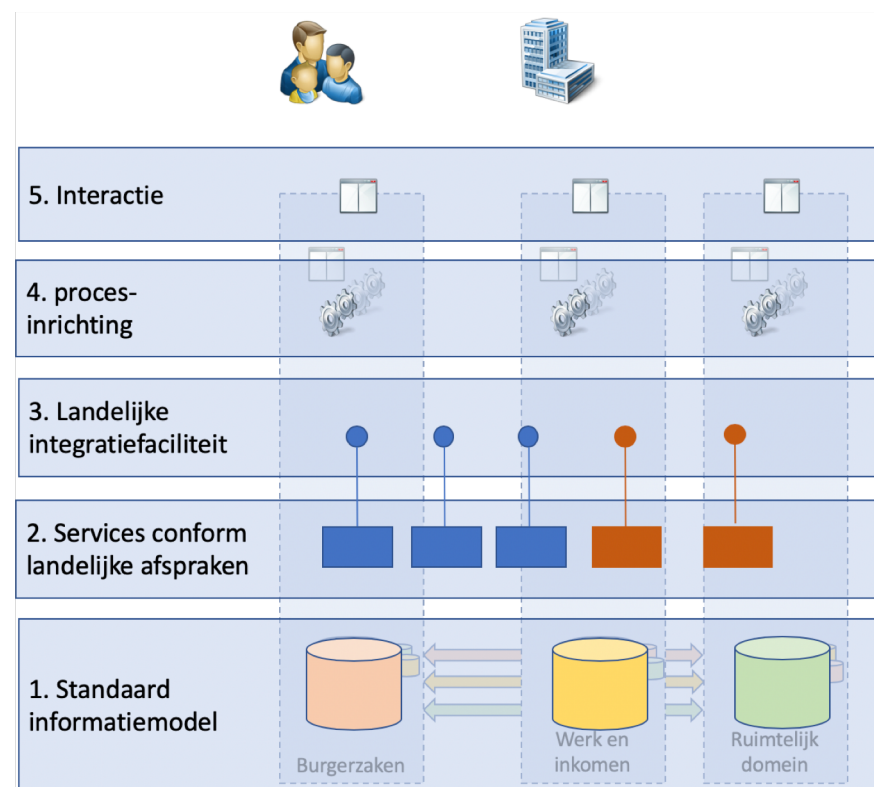 5. Interactie
4. proces-
inrichting
3. Landelijke
integratiefaciliteit
2. Services conform
landelijke afspraken
1. Standaard
informatiemodel
Burgerzaken
Werk en
inkomen
Ruimtelijk
domein